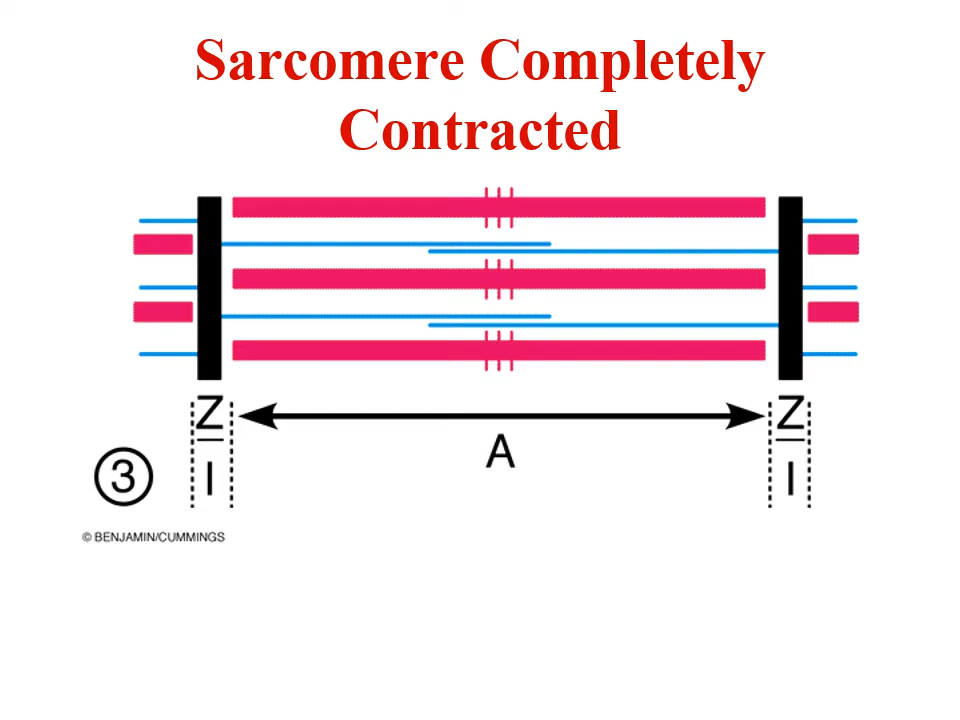 Sarcomere Completely
Contracted
Z Z
A
I I
3
© BENJAMIN/CUMMINGS